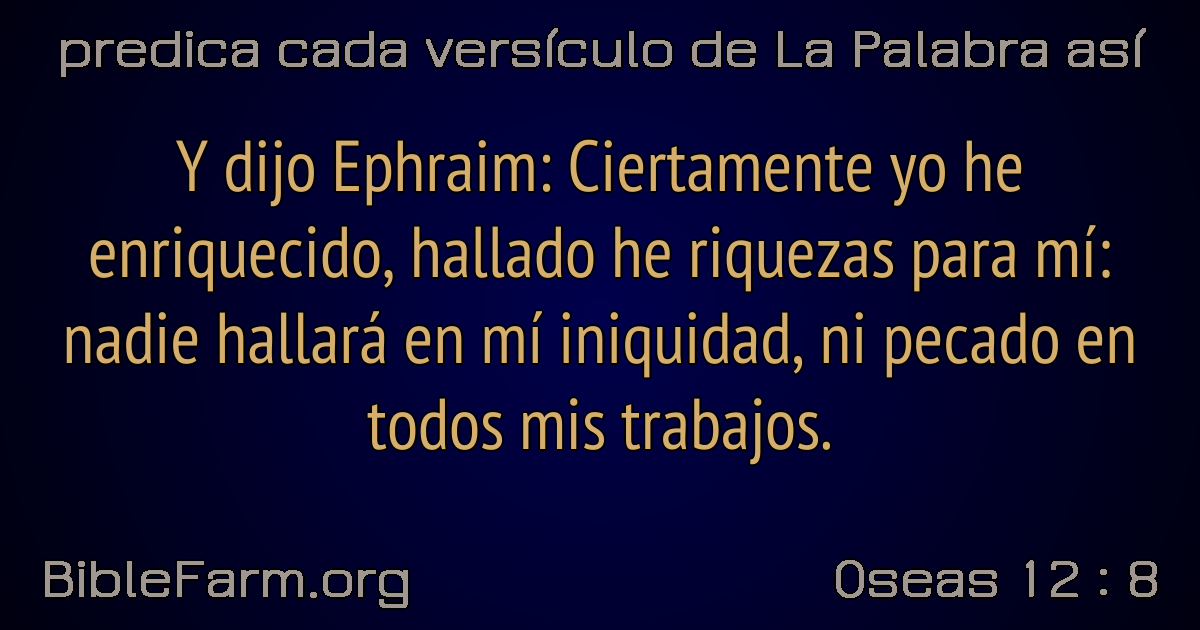 predica cada versículo de La Palabra así
Y dijo Ephraim: Ciertamente yo he
enriquecido, hallado he riquezas para mí:
nadie hallará en mí iniquidad, ni pecado en
todos mis trabajos.
BibleFarm.org
Oseas 12 : 8